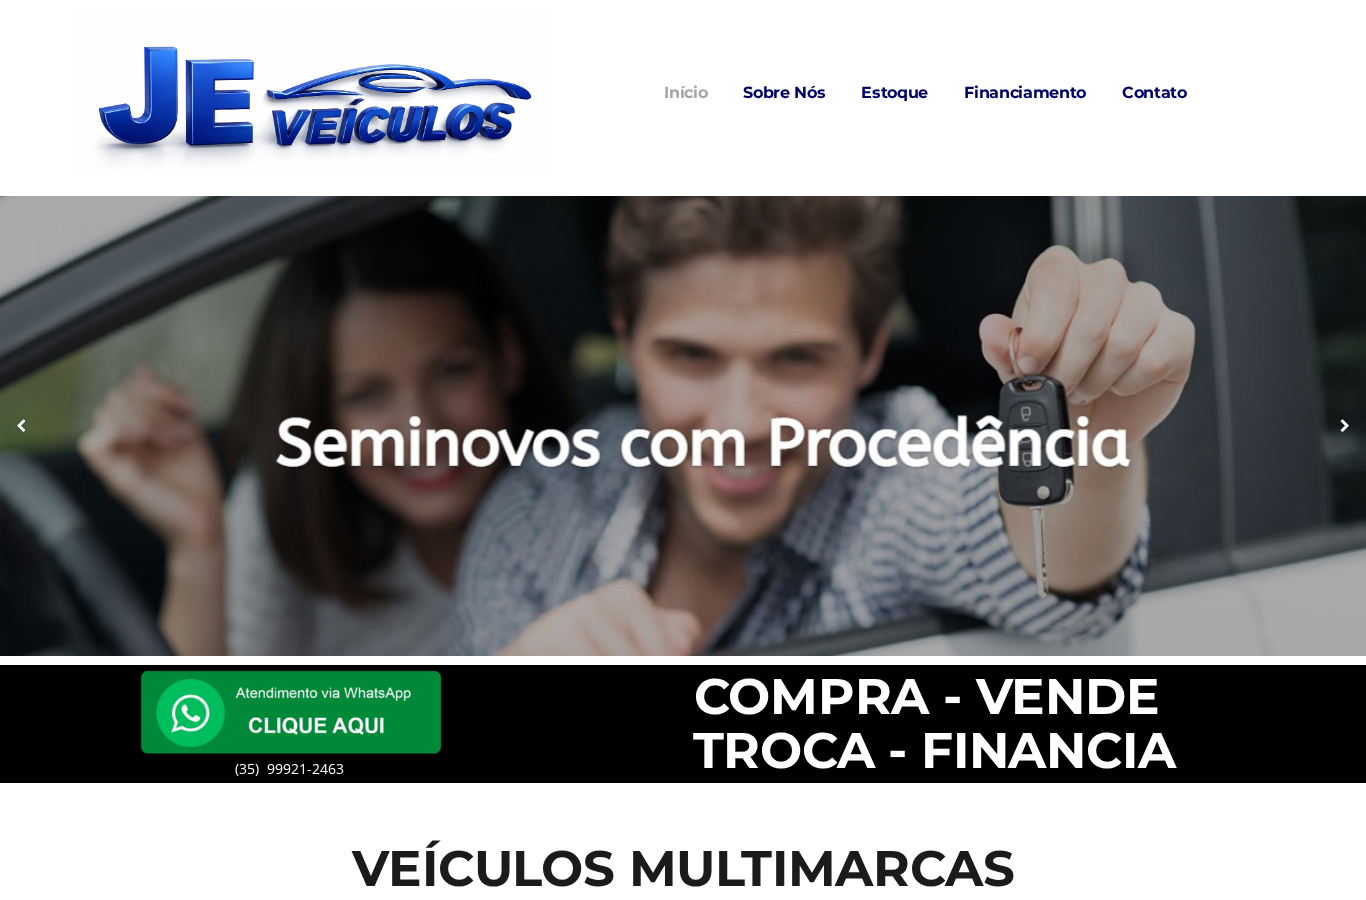 JE VEÍCULOS
Início
Sobre Nós
Estoque
Financiamento
Contato
Seminovos com Procedência
Atendimento via WhatsApp
CLIQUE AQUI
(35)  99921-2463
COMPRA - VENDE
TROCA - FINANCIA
VEÍCULOS MULTIMARCAS